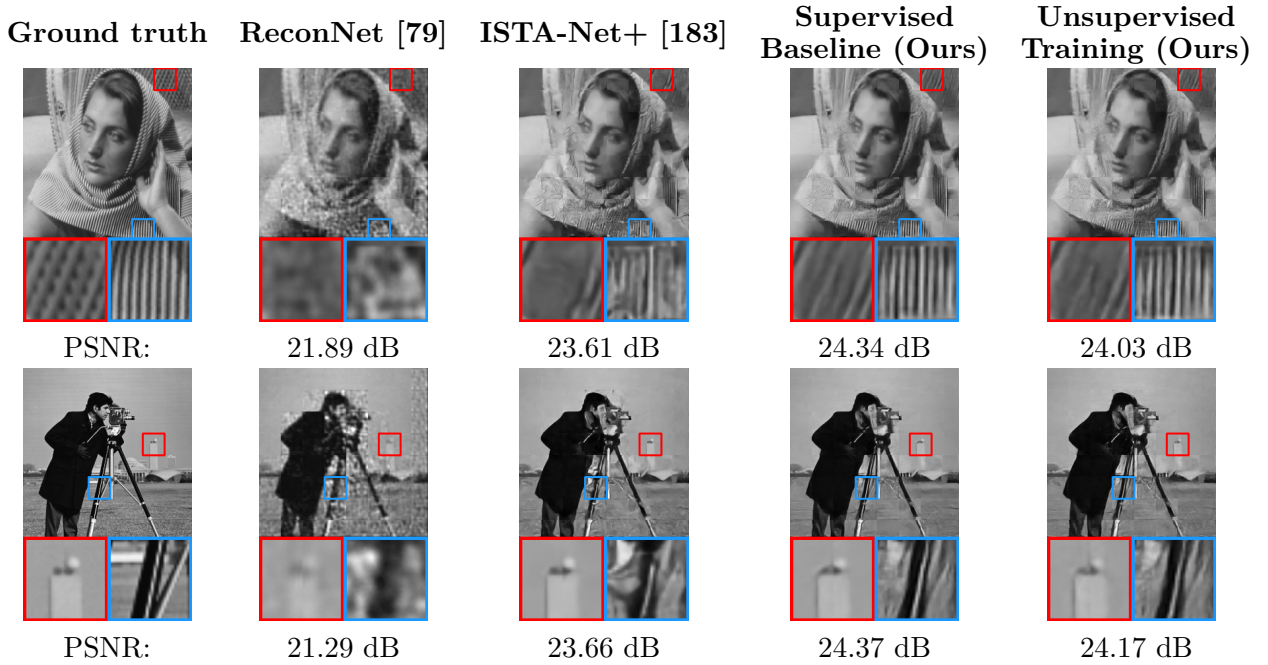 Ground truth
ReconNet [79]
ISTA-Net+ [183]
Supervised
Baseline (Ours)
Unsupervised
Training (Ours)
PSNR:
21.89 dB
23.61 dB
24.34 dB
24.03 dB
PSNR:
21.29 dB
23.66 dB
24.37 dB
24.17 dB